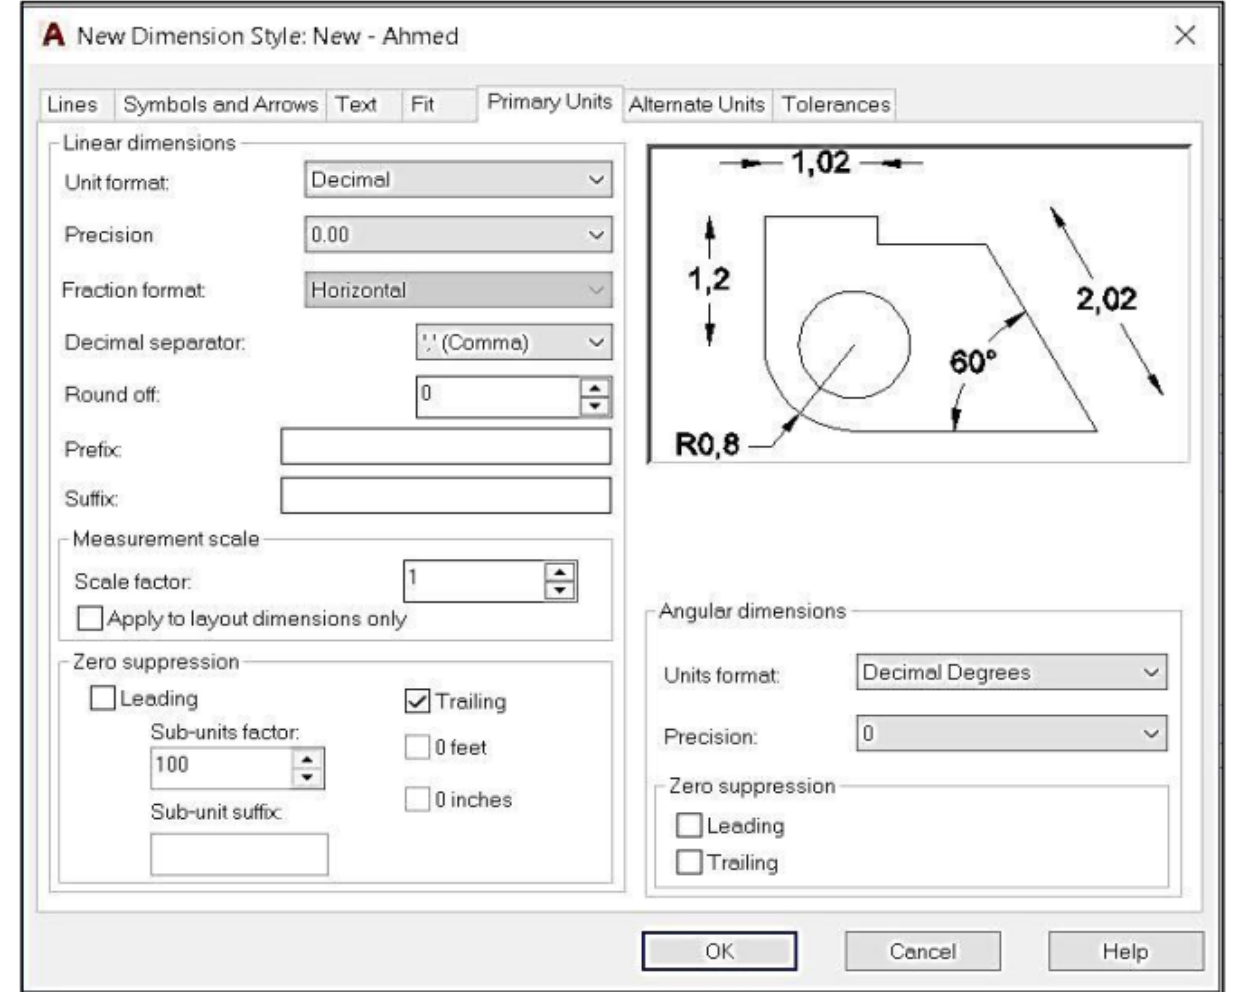 New Dimension Style: New - Ahmed
Lines Symbols and Arrows Text Fit Primary Units Alternate Units Tolerances
Linear dimensions
Unit format: Decimal
Precision 0.00
Fraction format: Horizontal
Decimal separator: ',' (Comma)
Round off: 0
Prefix:
Suffix:
Measurement scale
Scale factor: 1
Apply to layout dimensions only
Zero suppression
Leading
Trailing
Sub-units factor:
100
0 feet
Sub-unit suffix:
0 inches
1,02
1,2
2,02
60°
R0,8
Angular dimensions
Units format: Decimal Degrees
Precision: 0
Zero suppression
Leading
Trailing
OK Cancel Help